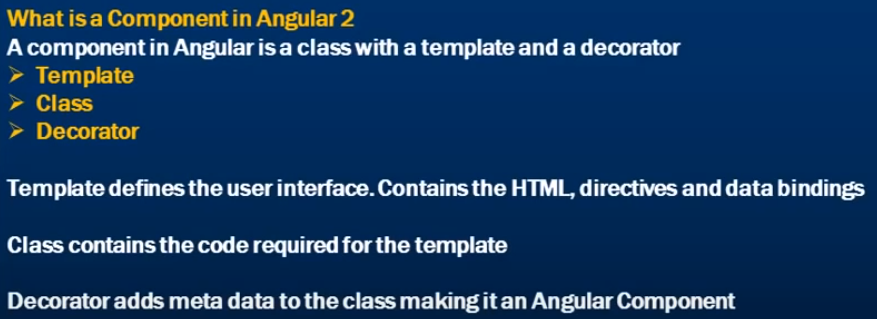 What is a Component in Angular 2
A component in Angular is a class with a template and a decorator
➢ Template
➢ Class
➢ Decorator
Template defines the user interface. Contains the HTML, directives and data bindings
Class contains the code required for the template
Decorator adds meta data to the class making it an Angular Component